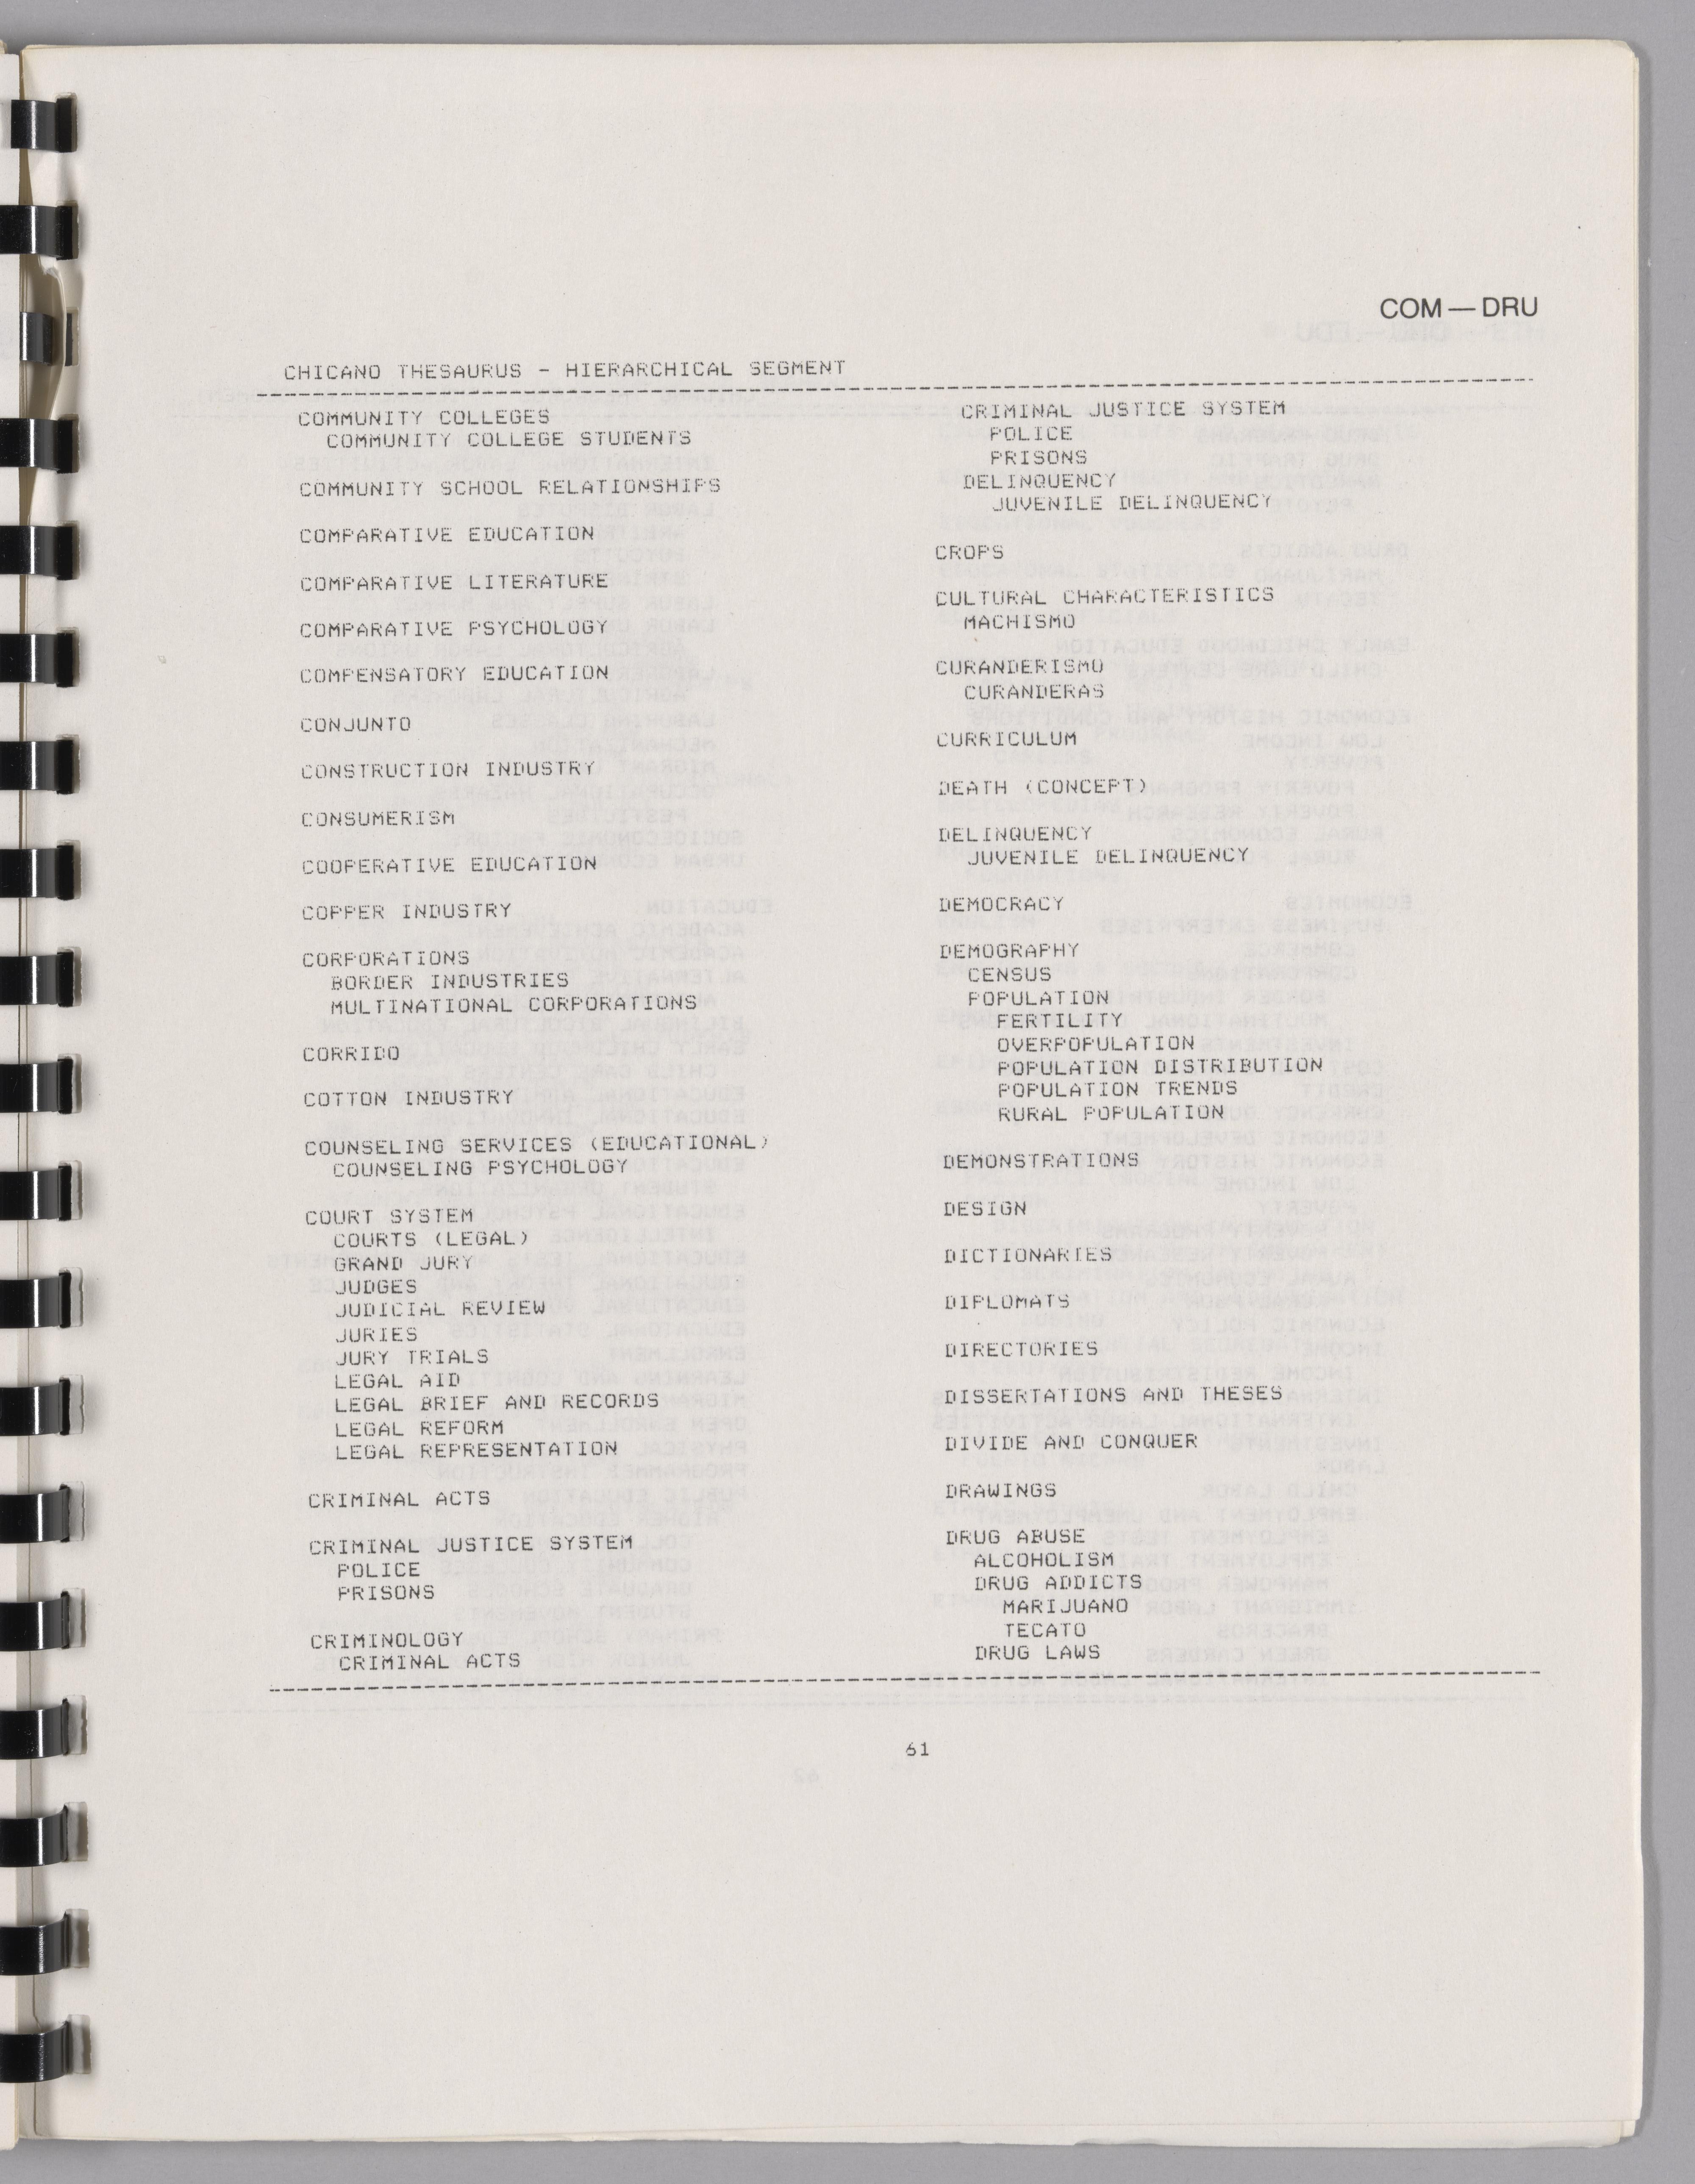 COM — DRU
CHICANO THESAURUS - HIERARCHICAL SEGMENT
COMMUNITY COLLEGES
COMMUNITY COLLEGE STUDENTS
COMMUNITY SCHOOL RELATIONSHIPS
COMPARATIVE EDUCATION
COMPARATIVE LITERATURE
COMPARATIVE PSYCHOLOGY
COMPENSATORY EDUCATION
CONJUNTO
CONSTRUCTION INDUSTRY
CONSUMERISM
COOPERATIVE EDUCATION
COPPER INDUSTRY
CORPORATIONS
BORDER INDUSTRIES
MULTINATIONAL CORPORATIONS
CORRIDO
COTTON INDUSTRY
COUNSELING SERVICES (EDUCATIONAL)
COUNSELING PSYCHOLOGY
COURT SYSTEM
COURTS (LEGAL)
GRAND JURY
JUDGES
JUDICIAL REVIEW
JURIES
JURY TRIALS
LEGAL AID
LEGAL BRIEF AND RECORDS
LEGAL REFORM
LEGAL REPRESENTATION
CRIMINAL ACTS
CRIMINAL JUSTICE SYSTEM
POLICE
PRISONS
CRIMINOLOGY
CRIMINAL ACTS
CRIMINAL JUSTICE SYSTEM
POLICE
PRISONS
DELINQUENCY
JUVENILE DELINQUENCY
CROPS
CULTURAL CHARACTERISTICS
MACHISMO
CURANDERISMO
CURANDERAS
CURRICULUM
DEATH (CONCEPT)
DELINQUENCY
JUVENILE DELINQUENCY
DEMOCRACY
DEMOGRAPHY
CENSUS
POPULATION
FERTILITY
OVERPOPULATION
POPULATION DISTRIBUTION
POPULATION TRENDS
RURAL POPULATION
DEMONSTRATIONS
DESIGN
DICTIONARIES
DIPLOMATS
DIRECTORIES
DISSERTATIONS AND THESES
DIVIDE AND CONQUER
DRAWINGS
DRUG ABUSE
ALCOHOLISM
DRUG ADDICTS
MARIJUANO
TECATO
DRUG LAWS
61